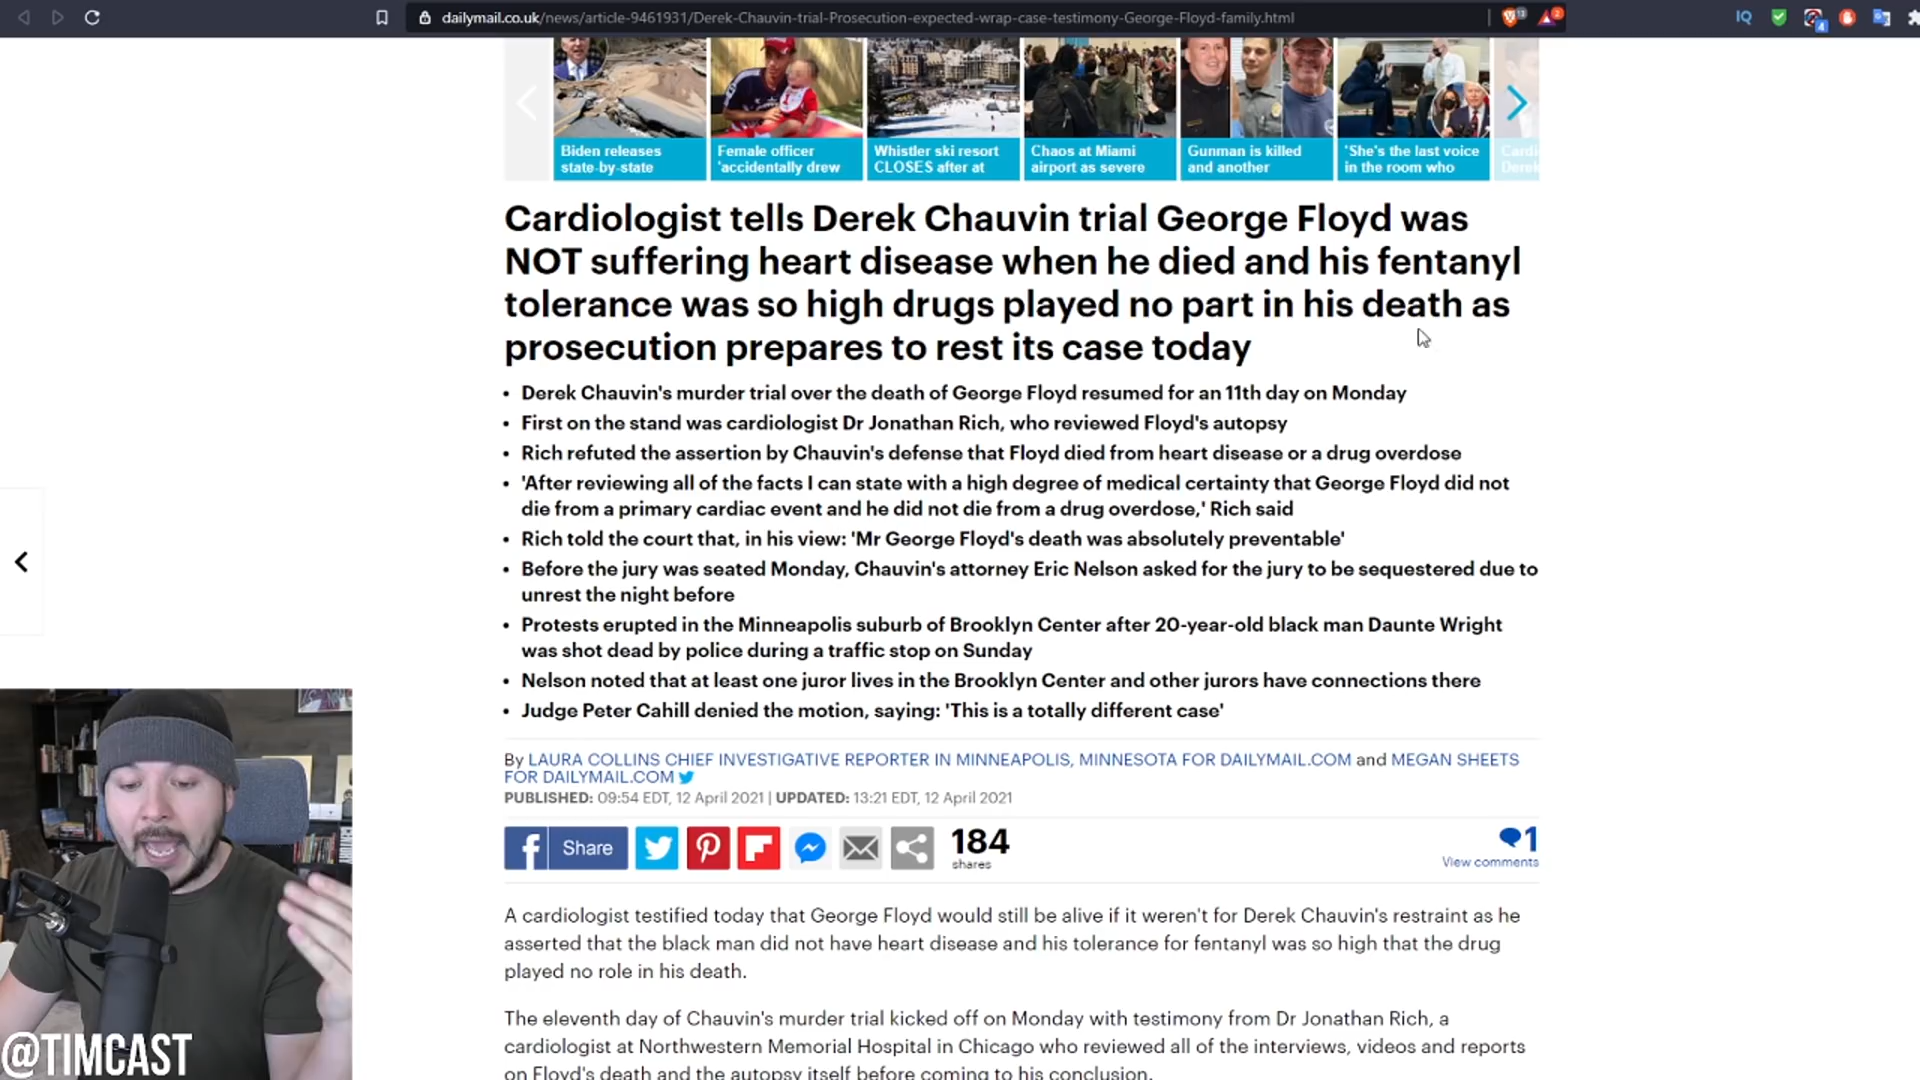 dailymail.co.uk/news/article-9461931/Derek-Chauvin-trial-Prosecution-expected-wrap-case-testimony-George-Floyd-family.html
Biden releases
state-by-state
Female officer
'accidentally drew
Whistler ski resort
CLOSES after at
Chaos at Miami
airport as severe
Gunman is killed
and another
'She's the last voice
in the room who
Cardi
Derek
Cardiologist tells Derek Chauvin trial George Floyd was
NOT suffering heart disease when he died and his fentanyl
tolerance was so high drugs played no part in his death as
prosecution prepares to rest its case today
• Derek Chauvin's murder trial over the death of George Floyd resumed for an 11th day on Monday
• First on the stand was cardiologist Dr Jonathan Rich, who reviewed Floyd's autopsy
• Rich refuted the assertion by Chauvin's defense that Floyd died from heart disease or a drug overdose
• 'After reviewing all of the facts I can state with a high degree of medical certainty that George Floyd did not
die from a primary cardiac event and he did not die from a drug overdose,' Rich said
• Rich told the court that, in his view: 'Mr George Floyd's death was absolutely preventable'
• Before the jury was seated Monday, Chauvin's attorney Eric Nelson asked for the jury to be sequestered due to
unrest the night before
• Protests erupted in the Minneapolis suburb of Brooklyn Center after 20-year-old black man Daunte Wright
was shot dead by police during a traffic stop on Sunday
• Nelson noted that at least one juror lives in the Brooklyn Center and other jurors have connections there
• Judge Peter Cahill denied the motion, saying: 'This is a totally different case'
By LAURA COLLINS CHIEF INVESTIGATIVE REPORTER IN MINNEAPOLIS, MINNESOTA FOR DAILYMAIL.COM and MEGAN SHEETS
FOR DAILYMAIL.COM
PUBLISHED: 09:54 EDT, 12 April 2021 | UPDATED: 13:21 EDT, 12 April 2021
Share
184
shares
1
View comments
A cardiologist testified today that George Floyd would still be alive if it weren't for Derek Chauvin's restraint as he
asserted that the black man did not have heart disease and his tolerance for fentanyl was so high that the drug
played no role in his death.
The eleventh day of Chauvin's murder trial kicked off on Monday with testimony from Dr Jonathan Rich, a
cardiologist at Northwestern Memorial Hospital in Chicago who reviewed all of the interviews, videos and reports
on Floyd's death and the autopsy itself before coming to his conclusion.
@TIMCAST